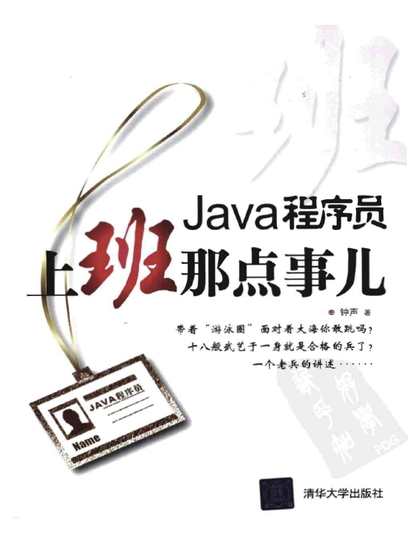 班
Java程序员
上班那点事儿
钟声 著
带着“游泳圈”面对着大海你敢跳吗？
十八般武艺于一身就是合格的兵了？
一个老兵的讲述……
JAVA程序员
Name
PDG
清华大学出版社